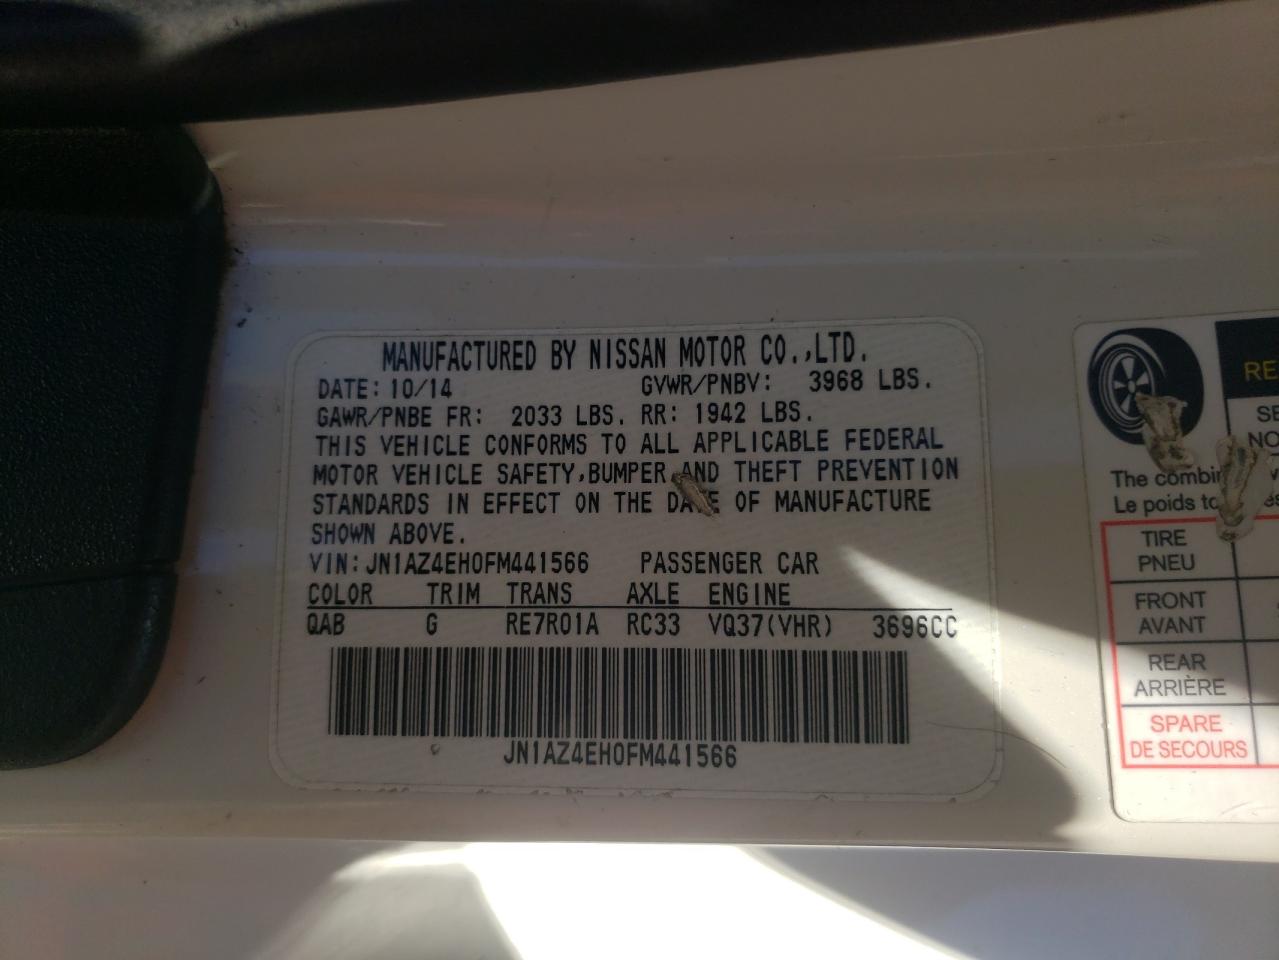 MANUFACTURED BY NISSAN MOTOR CO.,LTD.
DATE: 10/14 GVWR/PNBV: 3968 LBS.
GAWR/PNBE FR: 2033 LBS. RR: 1942 LBS.
THIS VEHICLE CONFORMS TO ALL APPLICABLE FEDERAL
MOTOR VEHICLE SAFETY,BUMPER AND THEFT PREVENTION
STANDARDS IN EFFECT ON THE DATE OF MANUFACTURE
SHOWN ABOVE.
VIN: JN1AZ4EH0FM441566 PASSENGER CAR
COLOR TRIM TRANS AXLE ENGINE
QAB G RE7R01A RC33 VQ37(VHR) 3696CC
JN1AZ4EH0FM441566
The
Le poids
TIRE
PNEU
FRONT
AVANT
REAR
ARRIÈRE
SPARE
DE SECOURS